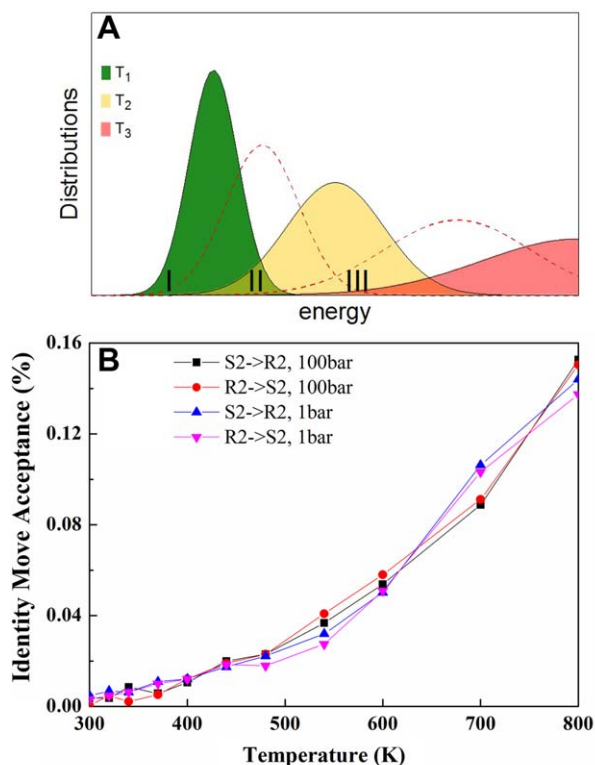 A
Distributions
T1
T2
T3
I
II
III
energy
B
Identity Move Acceptance (%)
0.16
0.12
0.08
0.04
0.00
S2->R2, 100bar
R2->S2, 100bar
S2->R2, 1bar
R2->S2, 1bar
300 400 500 600 700 800
Temperature (K)